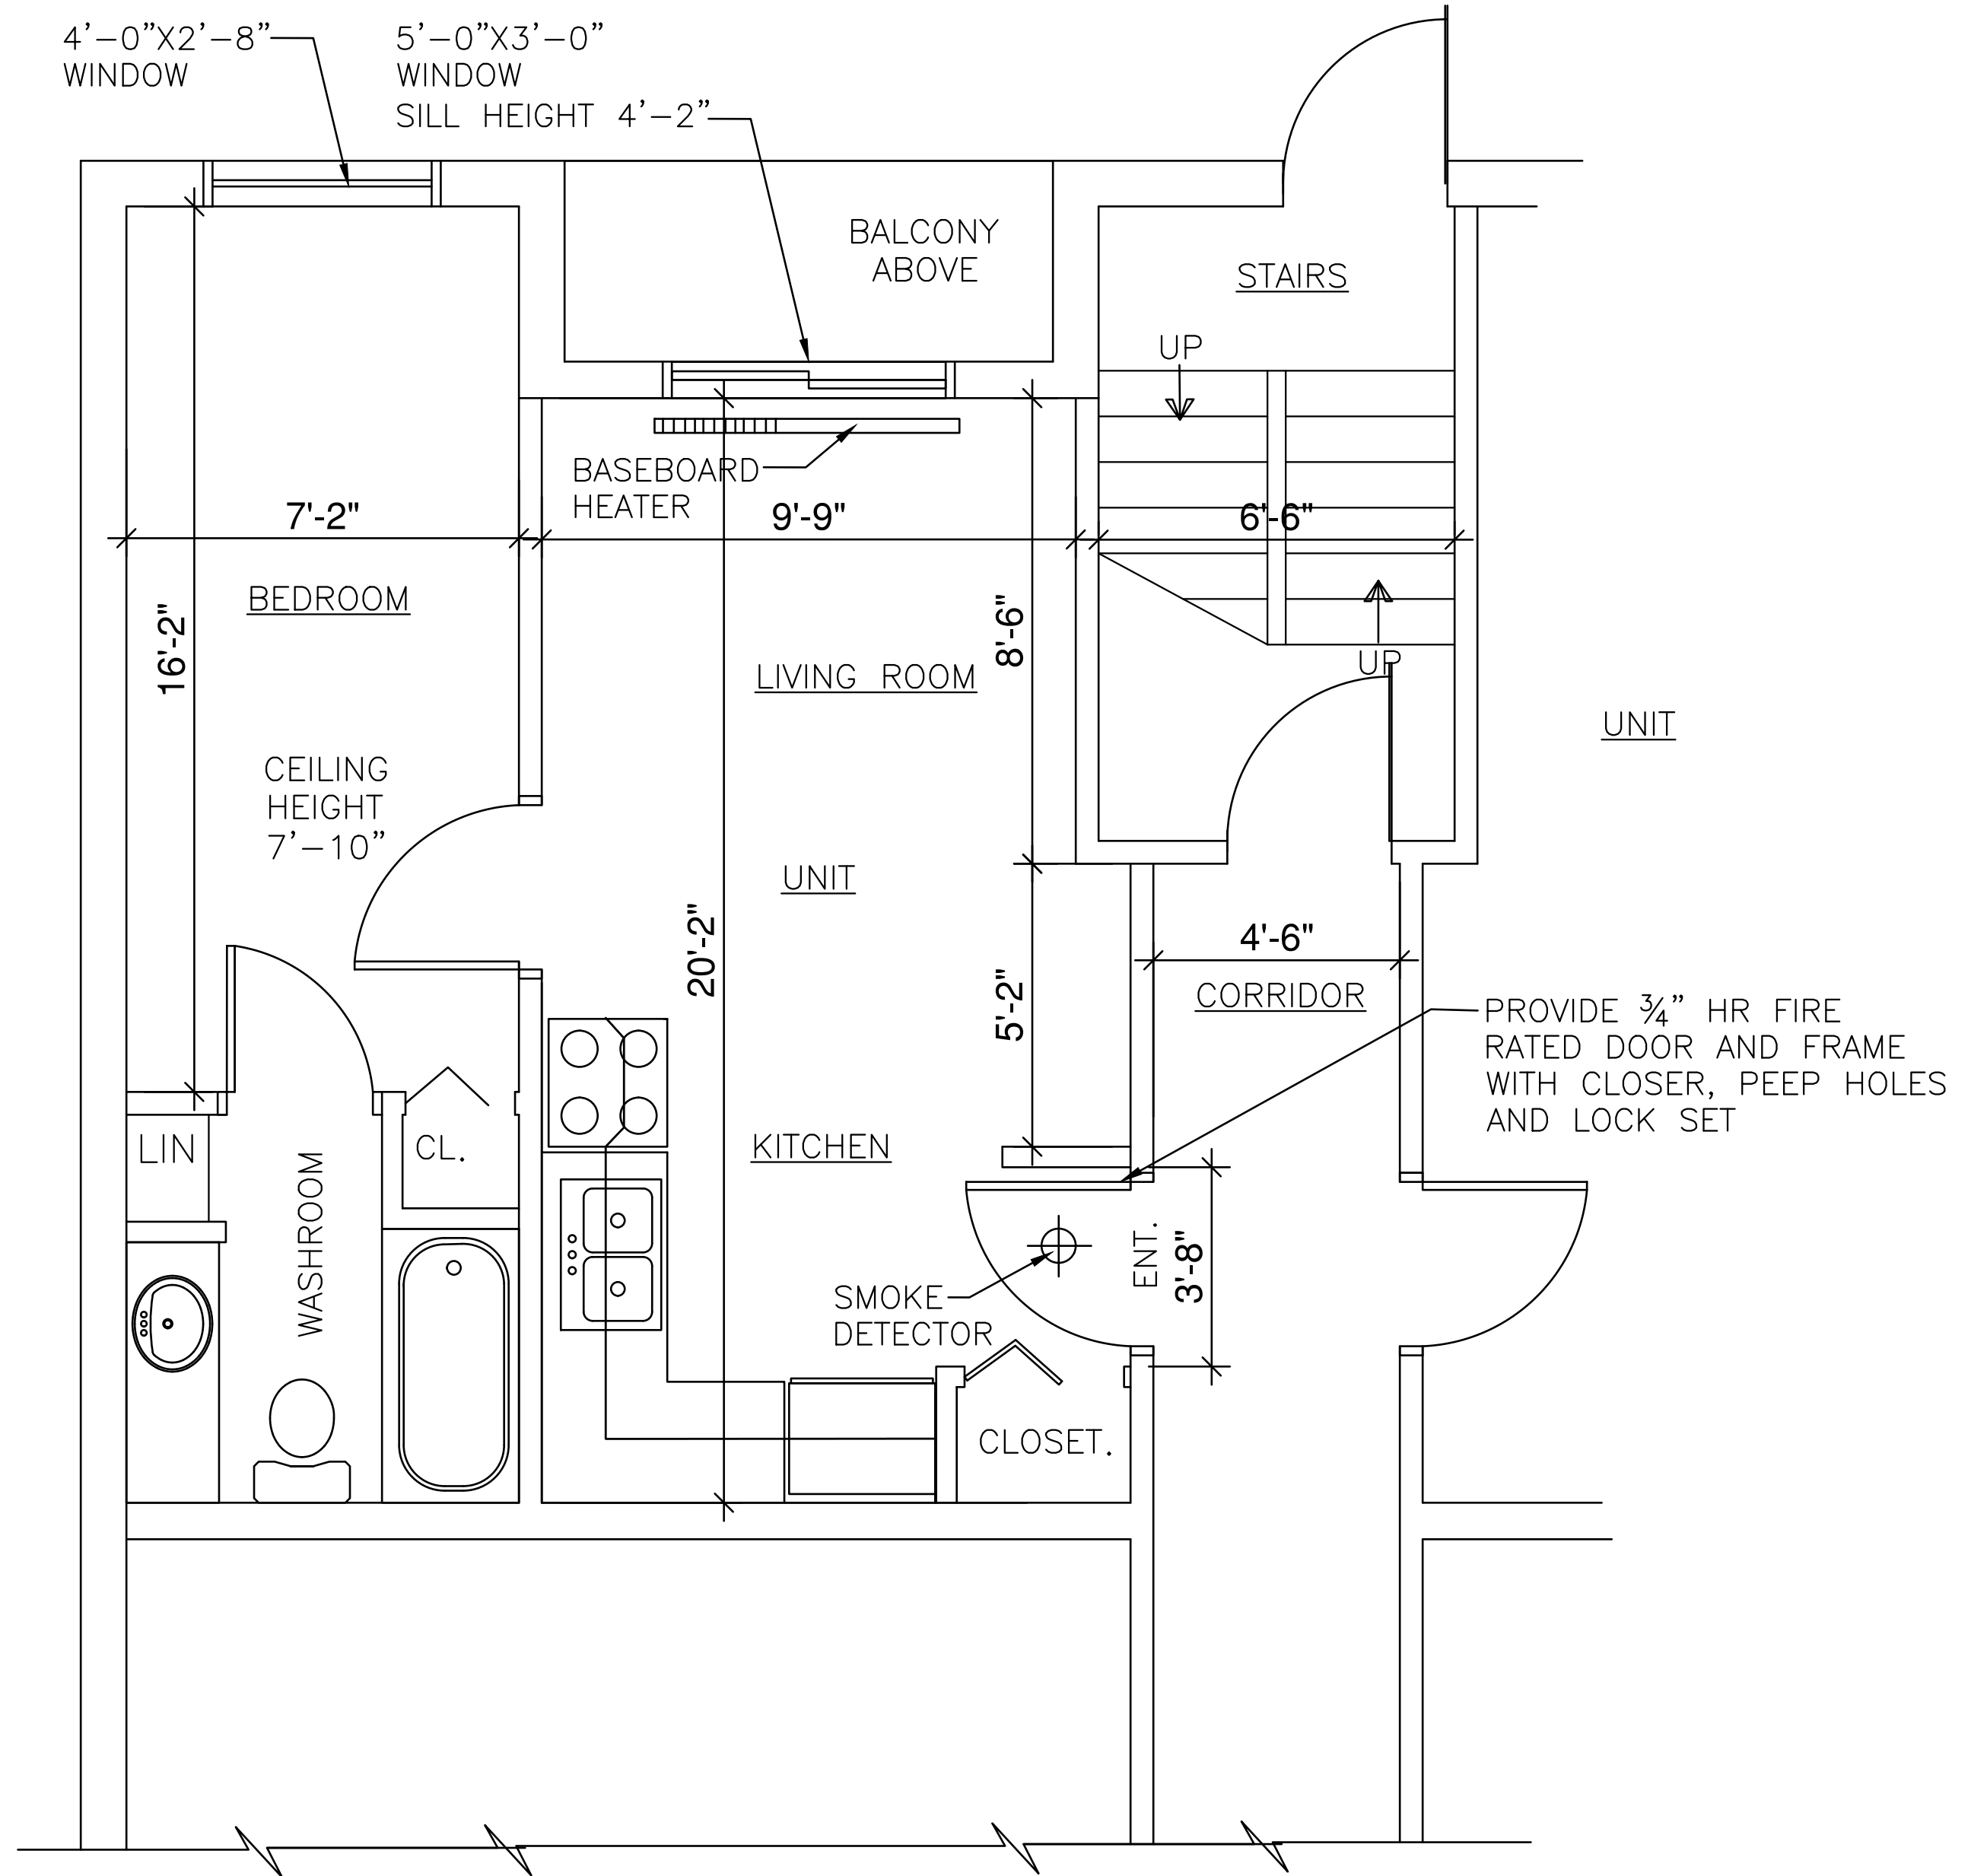 4'-0"X2'-8"
WINDOW
5'-0"X3'-0"
WINDOW
SILL HEIGHT 4'-2"
BALCONY
ABOVE
STAIRS
UP
BASEBOARD
HEATER
7'-2"
9'-9"
6'-6"
BEDROOM
16'-2"
8'-6"
LIVING ROOM
UP
UNIT
CEILING
HEIGHT
7'-10"
UNIT
20'-2"
4'-6"
CORRIDOR
5'-2"
PROVIDE ¾" HR FIRE
RATED DOOR AND FRAME
WITH CLOSER, PEEP HOLES
AND LOCK SET
LIN
CL.
KITCHEN
WASHROOM
ENT.
3'-8"
SMOKE
DETECTOR
CLOSET.